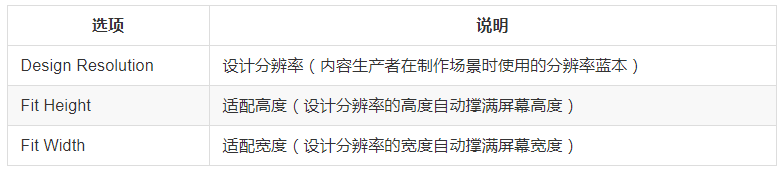 选项 说明
Design Resolution 设计分辨率（内容生产者在制作场景时使用的分辨率蓝本）
Fit Height 适配高度（设计分辨率的高度自动撑满屏幕高度）
Fit Width 适配宽度（设计分辨率的宽度自动撑满屏幕宽度）